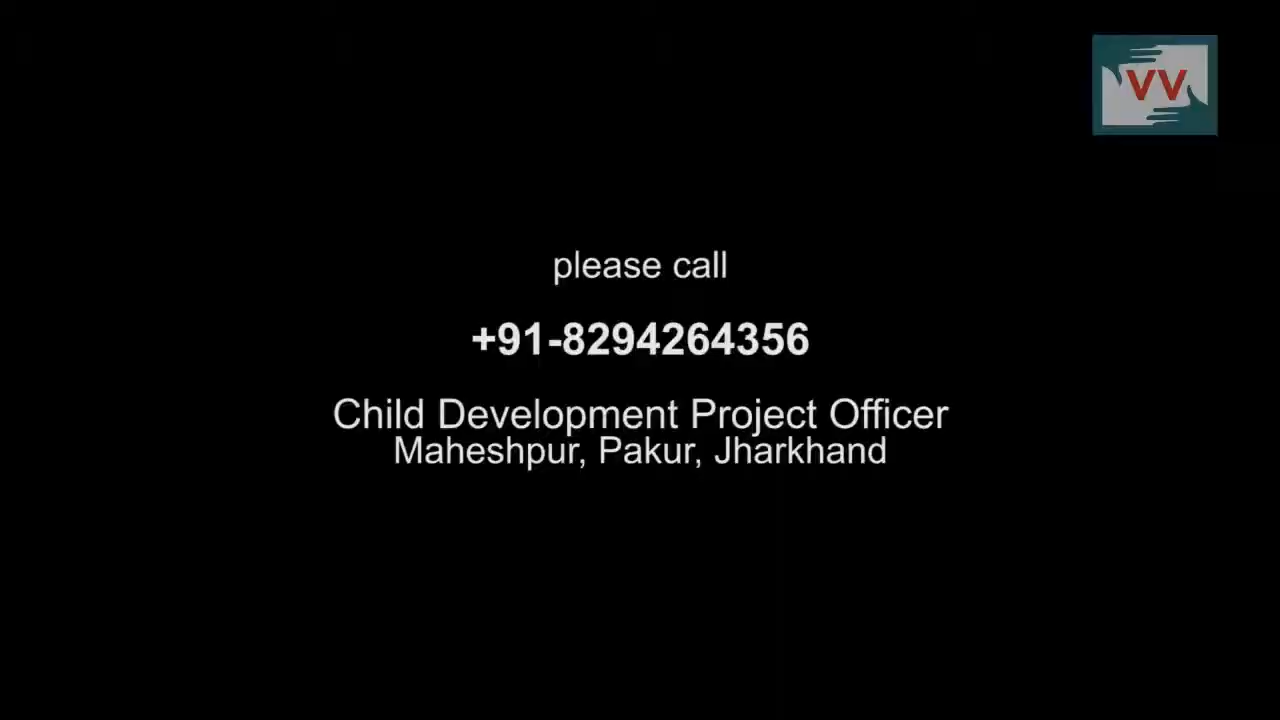 VV
please call
+91-8294264356
Child Development Project Officer
Maheshpur, Pakur, Jharkhand